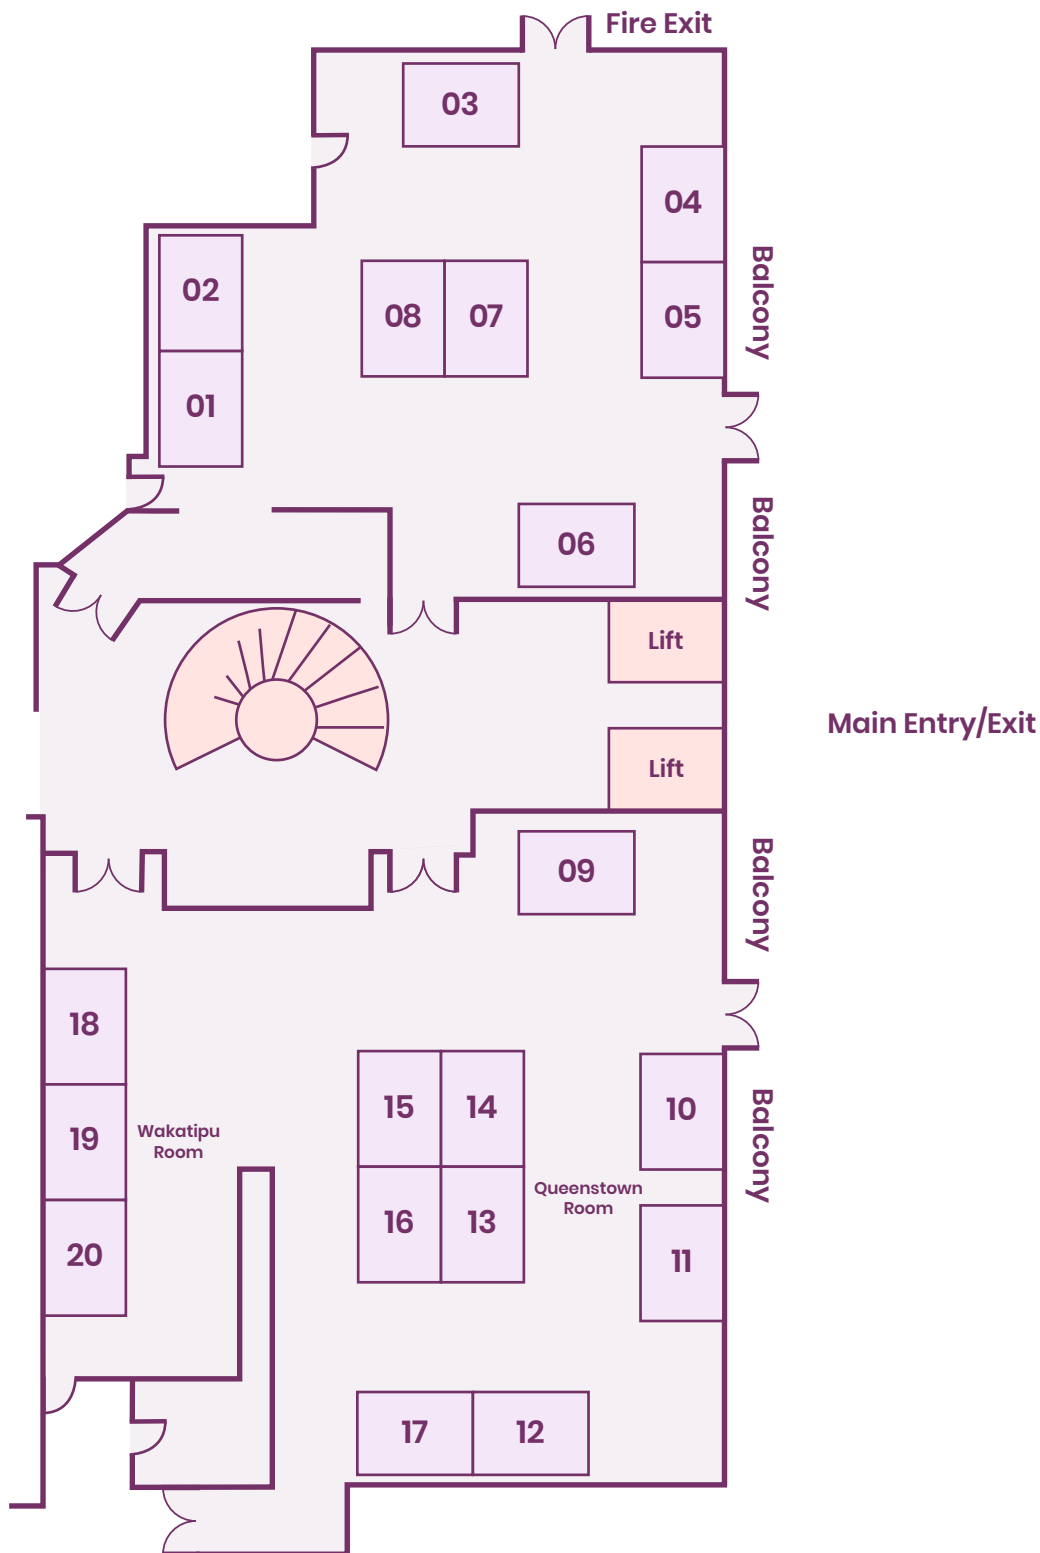 Fire Exit
03
04
Balcony
02
08
07
05
01
Balcony
06
Lift
Main Entry/Exit
Lift
Balcony
09
18
15
14
10
Balcony
19
Wakatipu
Room
Queenstown
Room
16
13
20
11
17
12